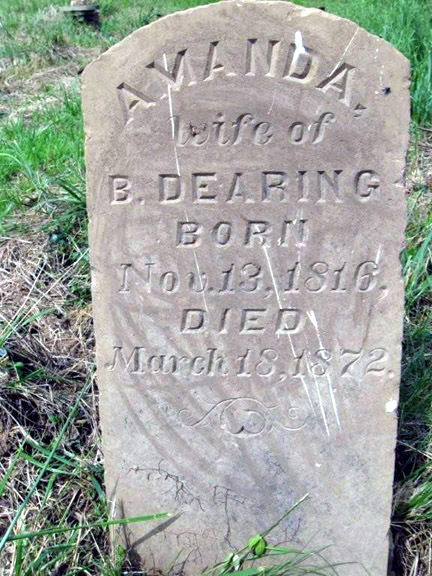 AMANDA,
wife of
B. DEARING
BORN
Nov. 13, 1816.
DIED
March 18, 1872.